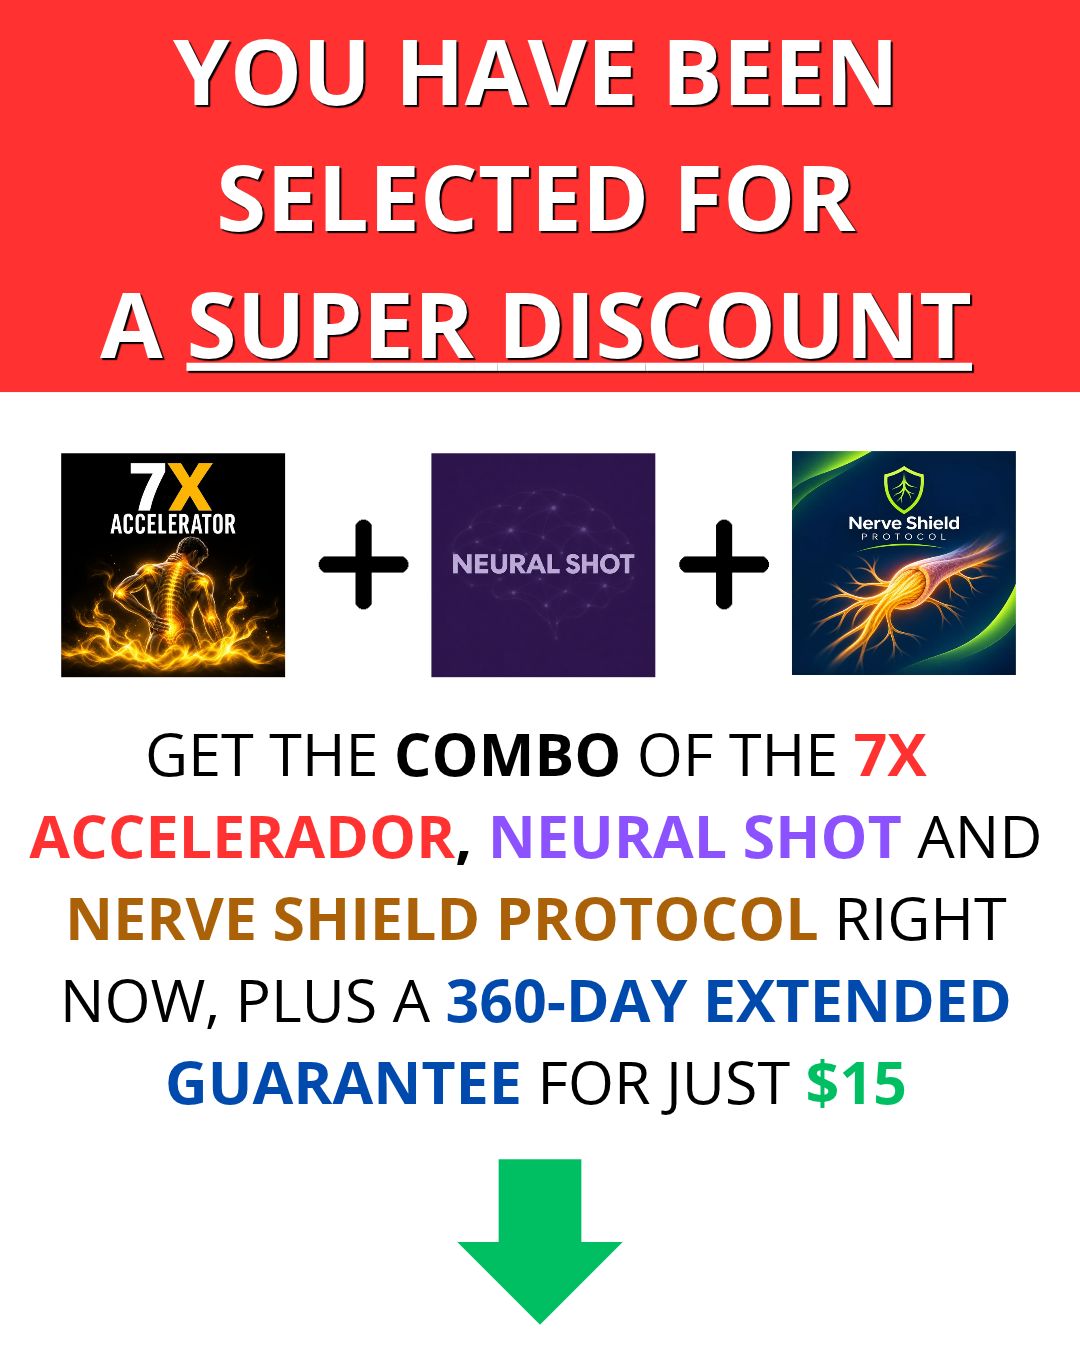 YOU HAVE BEEN
SELECTED FOR
A SUPER DISCOUNT
7X
ACCELERATOR
NEURAL SHOT
Nerve Shield
PROTOCOL
GET THE COMBO OF THE 7X
ACCELERADOR, NEURAL SHOT AND
NERVE SHIELD PROTOCOL RIGHT
NOW, PLUS A 360-DAY EXTENDED
GUARANTEE FOR JUST $15